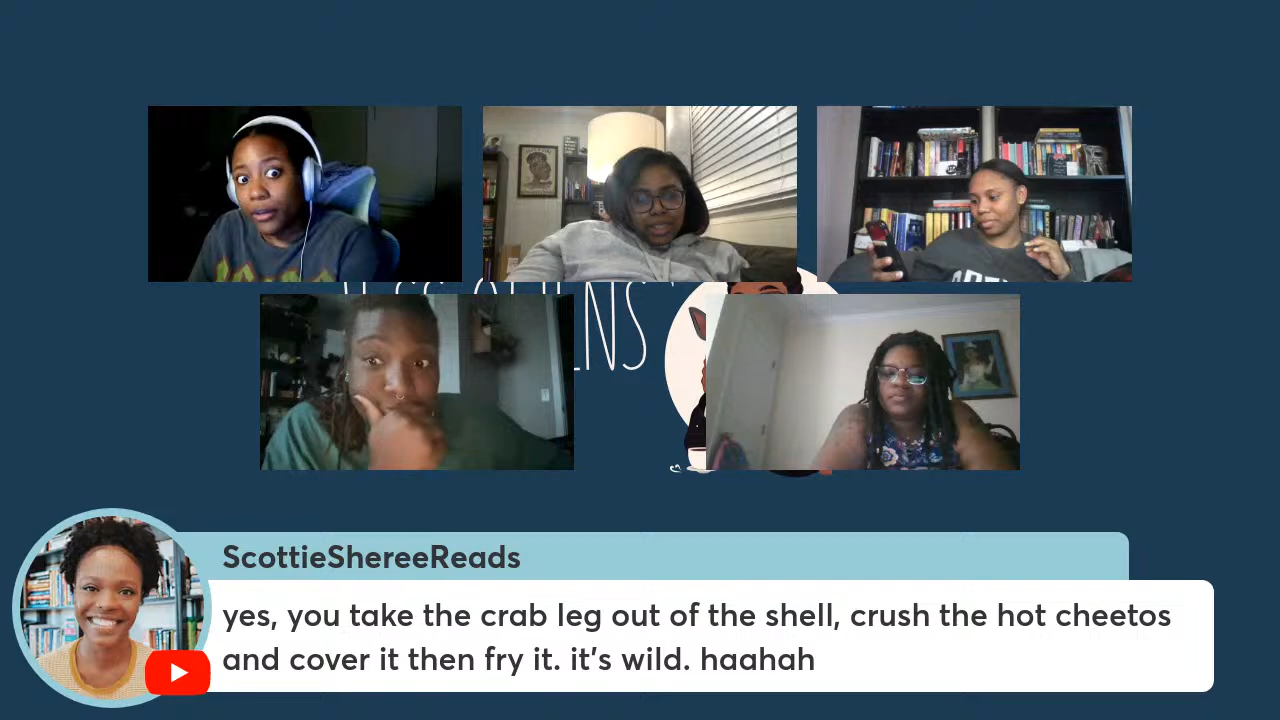 ScottieShereeReads
yes, you take the crab leg out of the shell, crush the hot cheetos
and cover it then fry it. it's wild. haahah